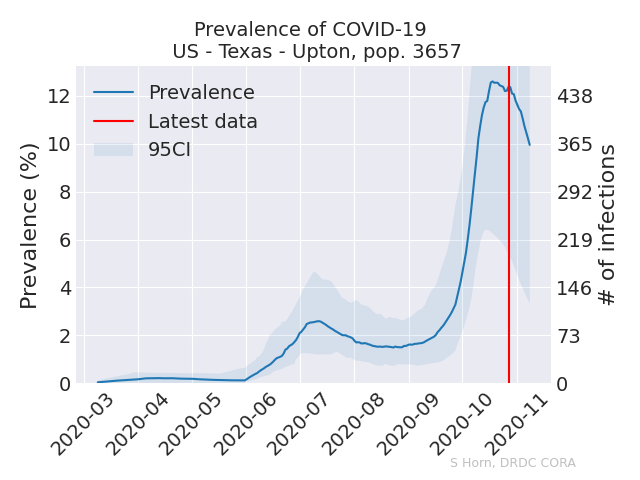 Prevalence of COVID-19
US - Texas - Upton, pop. 3657
Prevalence
Latest data
95CI
Prevalence (%)
12
10
8
6
4
2
0
438
365
292
219
146
73
0
# of infections
2020-03
2020-04
2020-05
2020-06
2020-07
2020-08
2020-09
2020-10
2020-11
S Horn, DRDC CORA